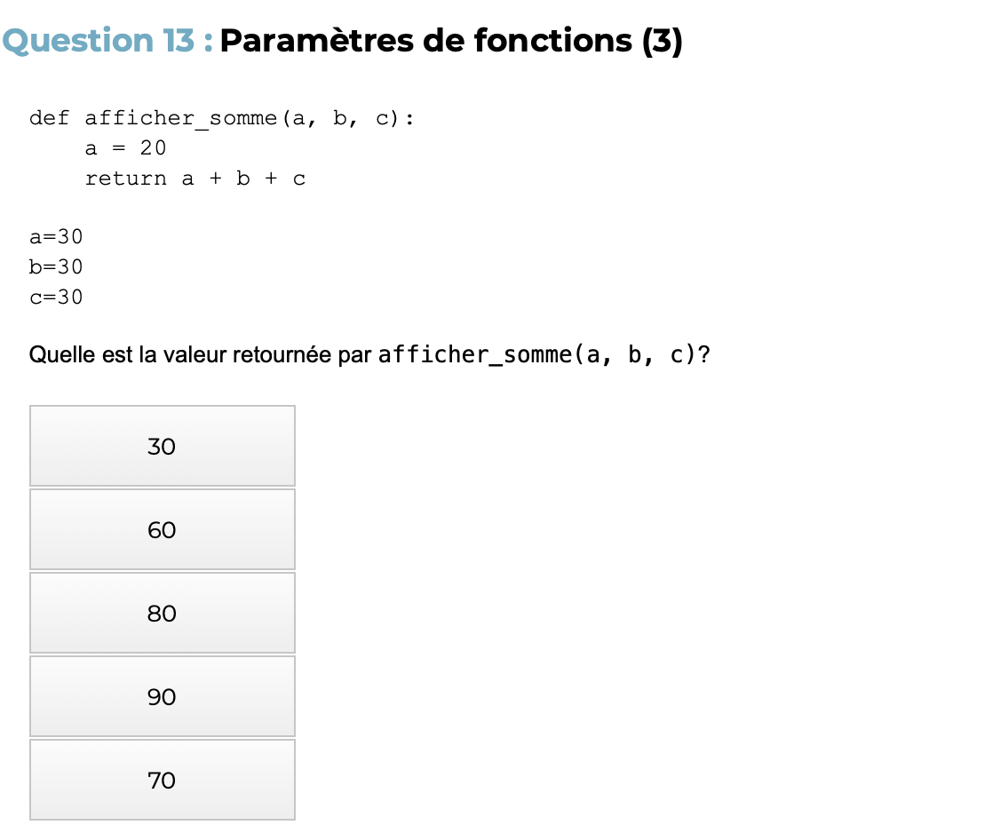 Question 13 : Paramètres de fonctions (3)
def afficher_somme(a, b, c):
    a = 20
    return a + b + c
a=30
b=30
c=30
Quelle est la valeur retournée par afficher_somme(a, b, c)?
30
60
80
90
70